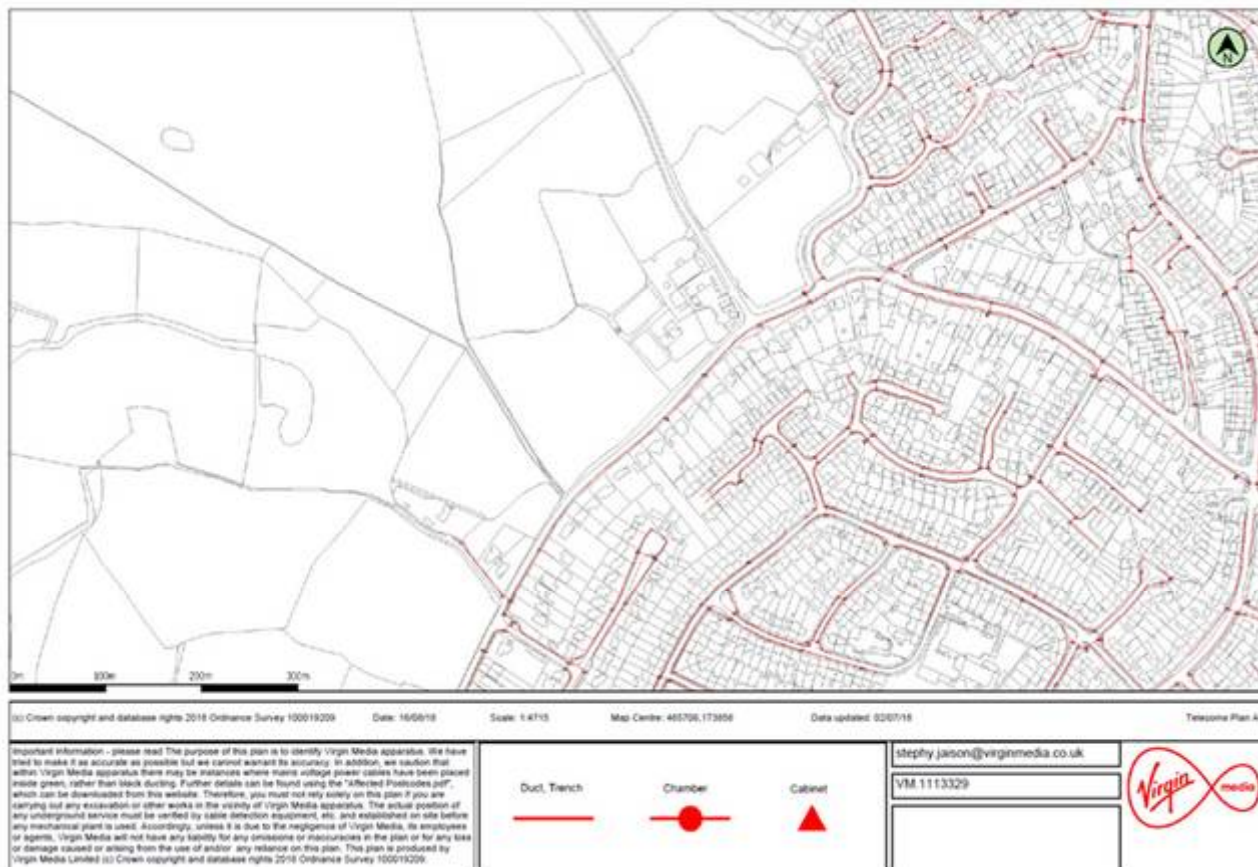 N
0m 100m 200m 300m
(c) Crown copyright and database rights 2018 Ordnance Survey 100019209 Date: 16/08/18 Scale: 1:4715 Map Centre: 465706,173858 Data updated: 02/07/18 Telecoms Plan A4
Important Information - please read The purpose of this plan is to identify Virgin Media apparatus. We have
tried to make it as accurate as possible but we cannot warrant its accuracy. In addition, we caution that
within Virgin Media apparatus there may be instances where mains voltage power cables have been placed
inside green, rather than black ducting. Further details can be found using the "Affected Postcodes.pdf",
which can be downloaded from this website. Therefore, you must not rely solely on this plan if you are
carrying out any excavation or other works in the vicinity of Virgin Media apparatus. The actual position of
any underground service must be verified by cable detection equipment, etc. and established on site before
any mechanical plant is used. Accordingly, unless it is due to the negligence of Virgin Media, its employees
or agents, Virgin Media will not have any liability for any omissions or inaccuracies in the plan or for any loss
or damage caused or arising from the use of and/or any reliance on this plan. This plan is produced by
Virgin Media Limited (c) Crown copyright and database rights 2018 Ordnance Survey 100019209.
Duct, Trench Chamber Cabinet
stephy.jaison@virginmedia.co.uk
VM.1113329
Virgin media